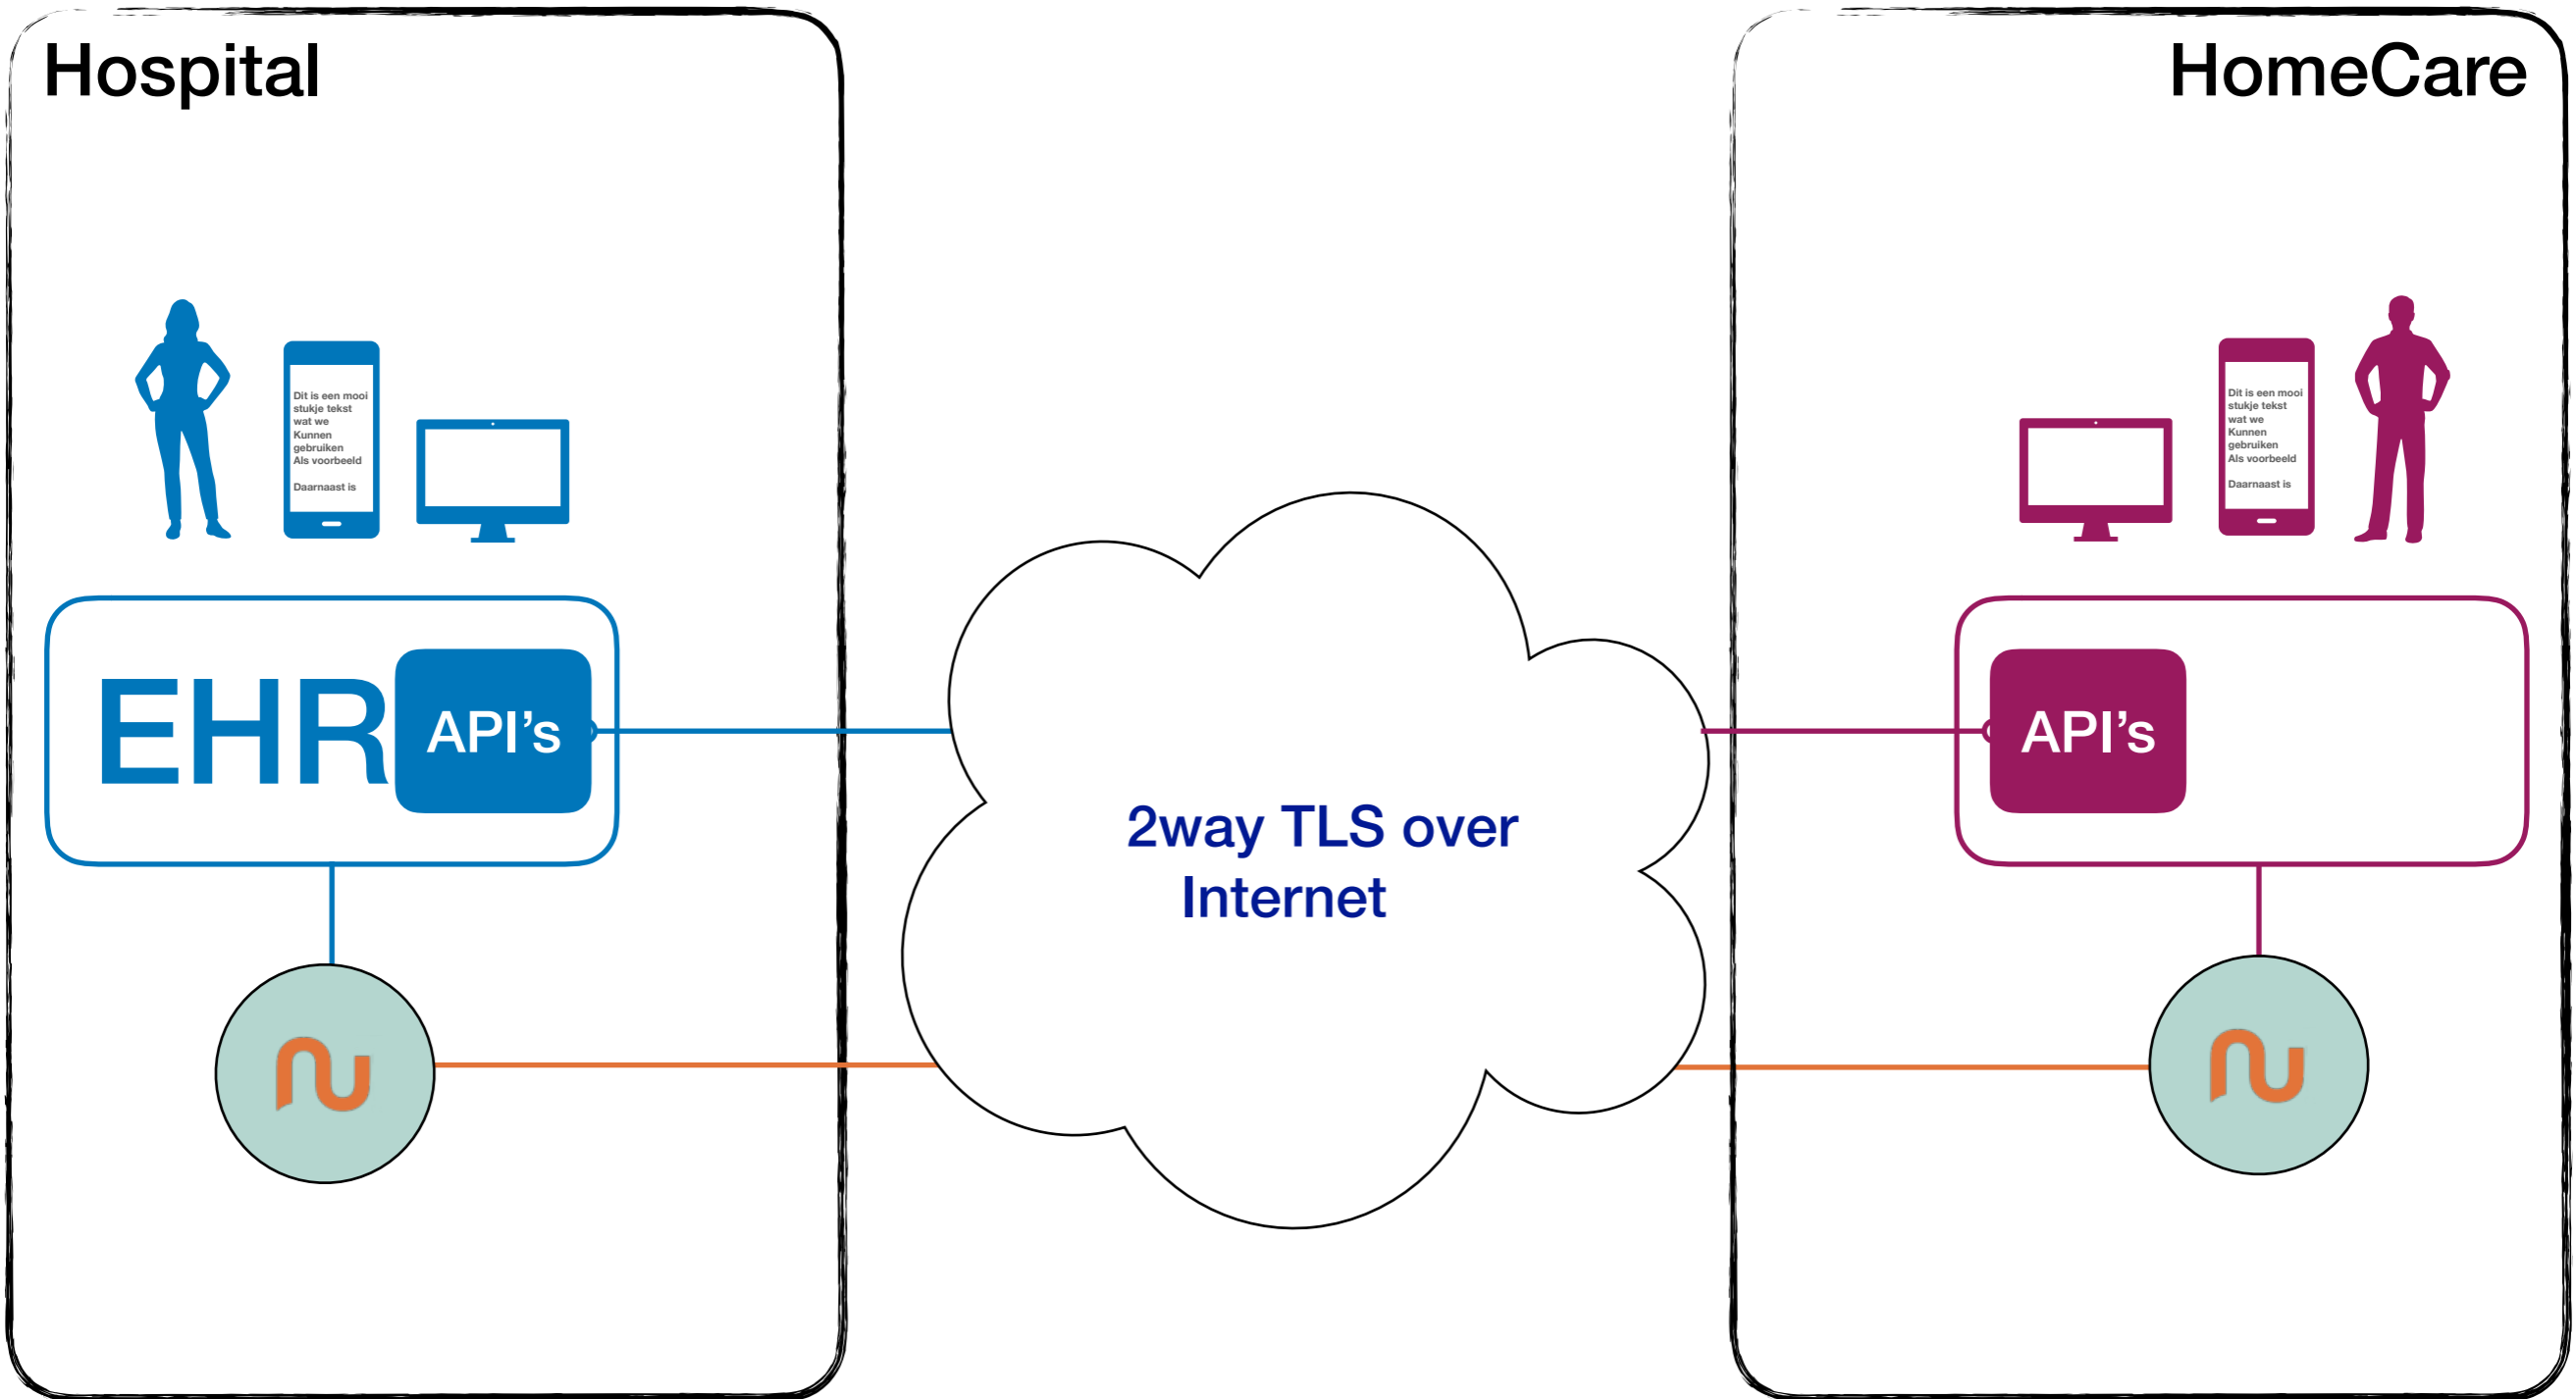 Hospital
HomeCare
Dit is een mooi
stukje tekst
wat we
Kunnen
gebruiken
Als voorbeeld
Daarnaast is
Dit is een mooi
stukje tekst
wat we
Kunnen
gebruiken
Als voorbeeld
Daarnaast is
EHR
API’s
API’s
2way TLS over
Internet